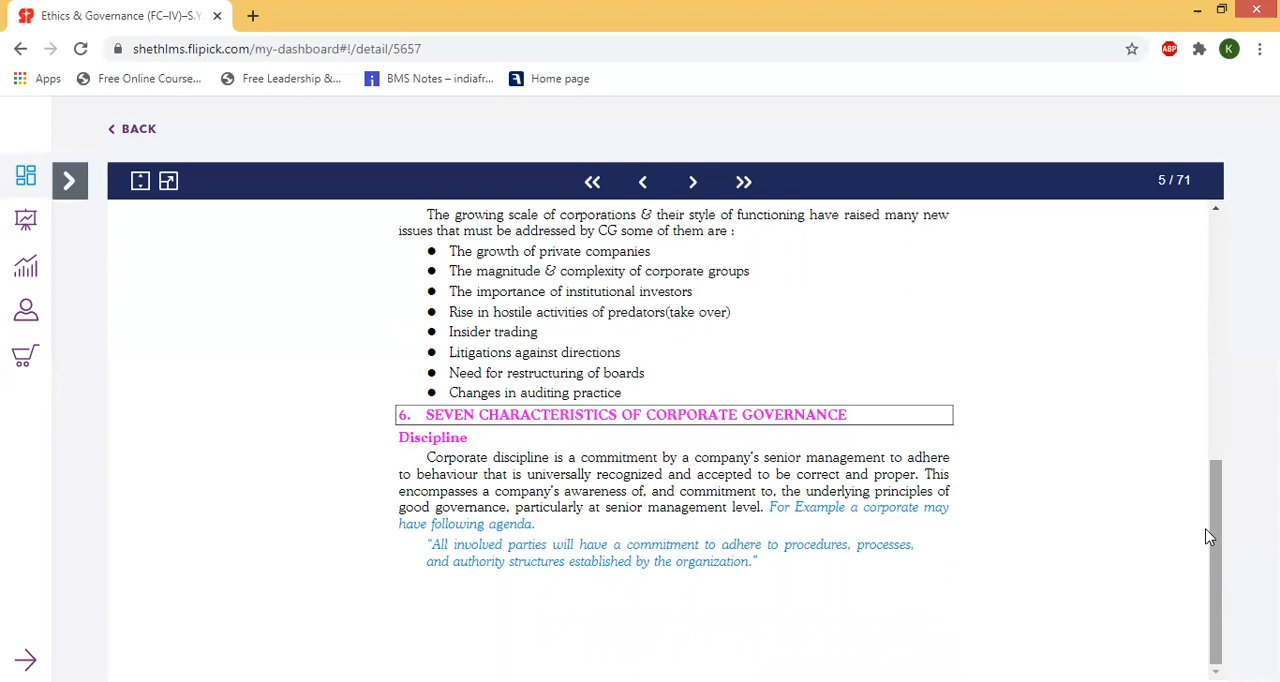 Ethics & Governance (FC–IV)–S.Y.
shethlms.flipick.com/my-dashboard#!/detail/5657
ABP
K
Apps
Free Online Course...
Free Leadership &...
BMS Notes – indiafr...
Home page
BACK
5 / 71
The growing scale of corporations & their style of functioning have raised many new
issues that must be addressed by CG some of them are :
● The growth of private companies
● The magnitude & complexity of corporate groups
● The importance of institutional investors
● Rise in hostile activities of predators(take over)
● Insider trading
● Litigations against directions
● Need for restructuring of boards
● Changes in auditing practice
6. SEVEN CHARACTERISTICS OF CORPORATE GOVERNANCE
Discipline
Corporate discipline is a commitment by a company's senior management to adhere
to behaviour that is universally recognized and accepted to be correct and proper. This
encompasses a company's awareness of, and commitment to, the underlying principles of
good governance, particularly at senior management level. For Example a corporate may
have following agenda.
"All involved parties will have a commitment to adhere to procedures, processes,
and authority structures established by the organization."